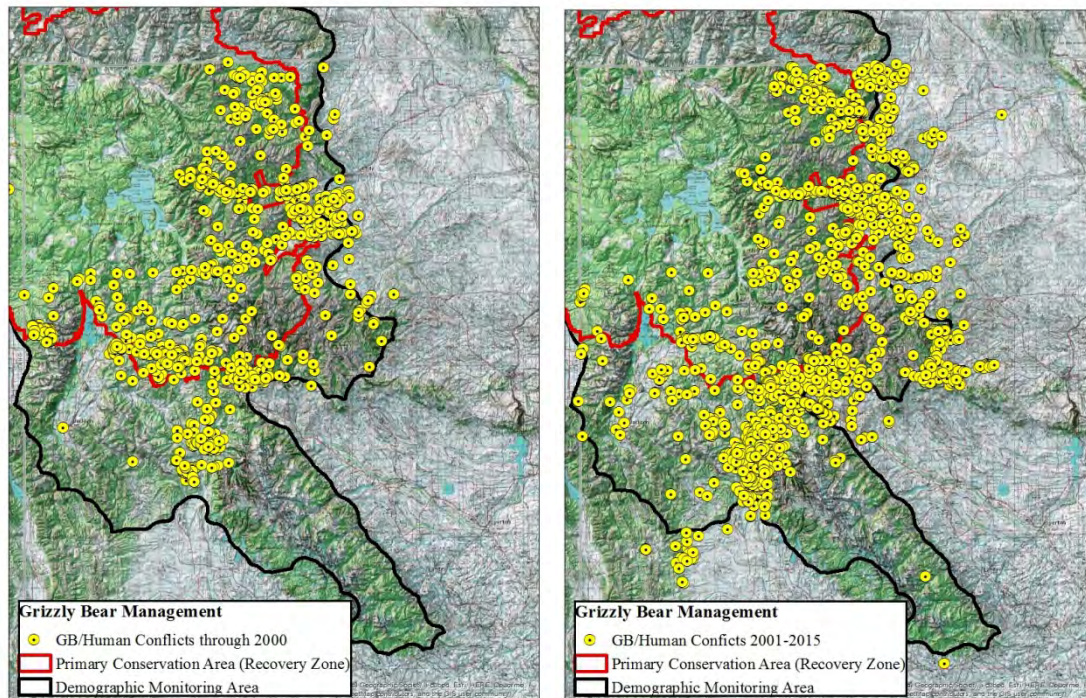 Grizzly Bear Management
GB/Human Conflicts through 2000
Primary Conservation Area (Recovery Zone)
Demographic Monitoring Area
Grizzly Bear Management
GB/Human Conficts 2001-2015
Primary Conservation Area (Recovery Zone)
Demographic Monitoring Area